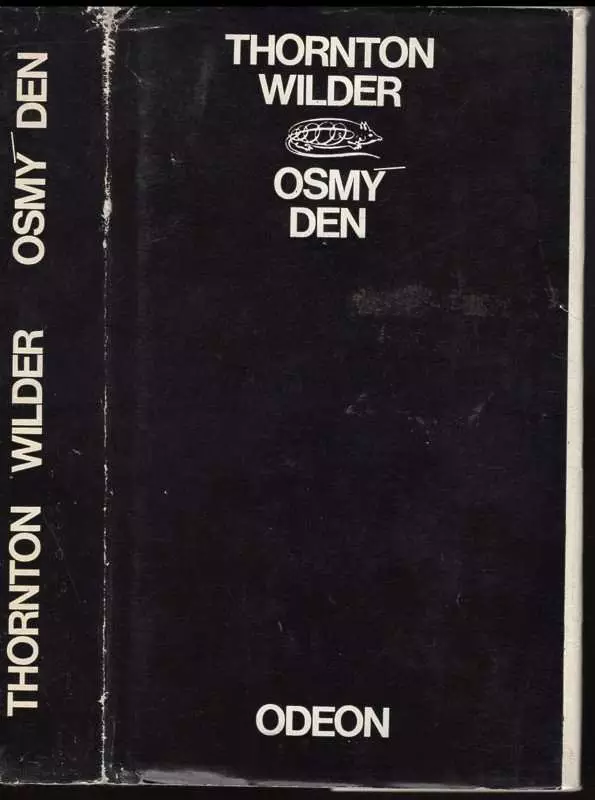 THORNTON WILDER OSMÝ DEN
THORNTON
WILDER
OSMÝ
DEN
ODEON